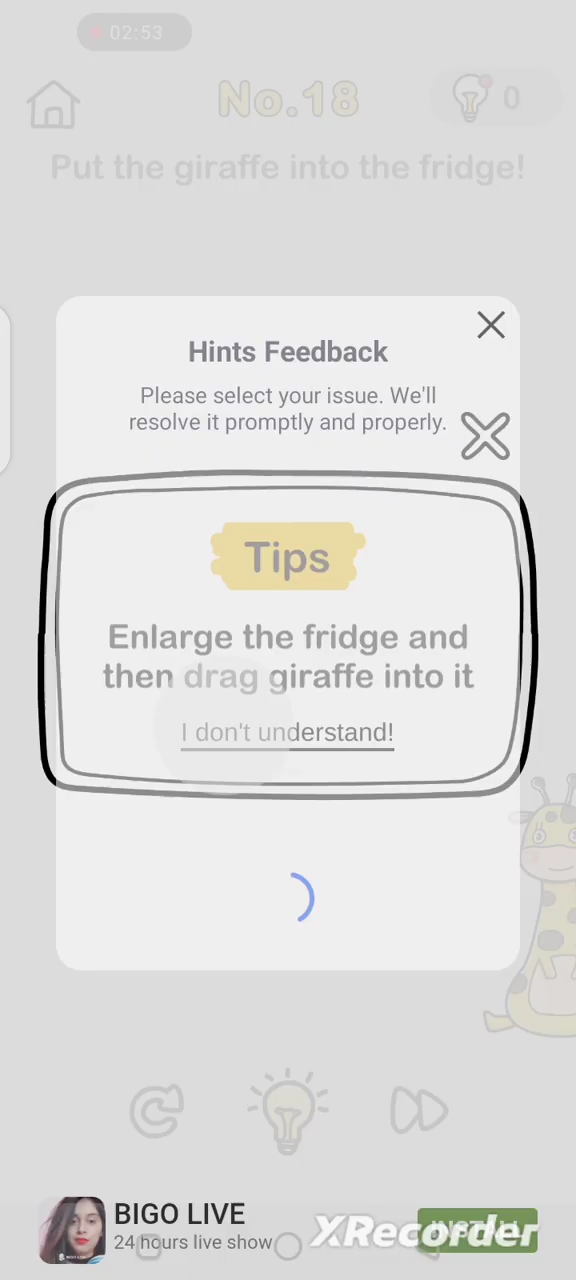 02:53
No.18
0
Put the giraffe into the fridge!
Hints Feedback
Please select your issue. We'll
resolve it promptly and properly.
Tips
Enlarge the fridge and
then drag giraffe into it
I don't understand!
BIGO LIVE
24 hours live show
INSTALL
XRecorder